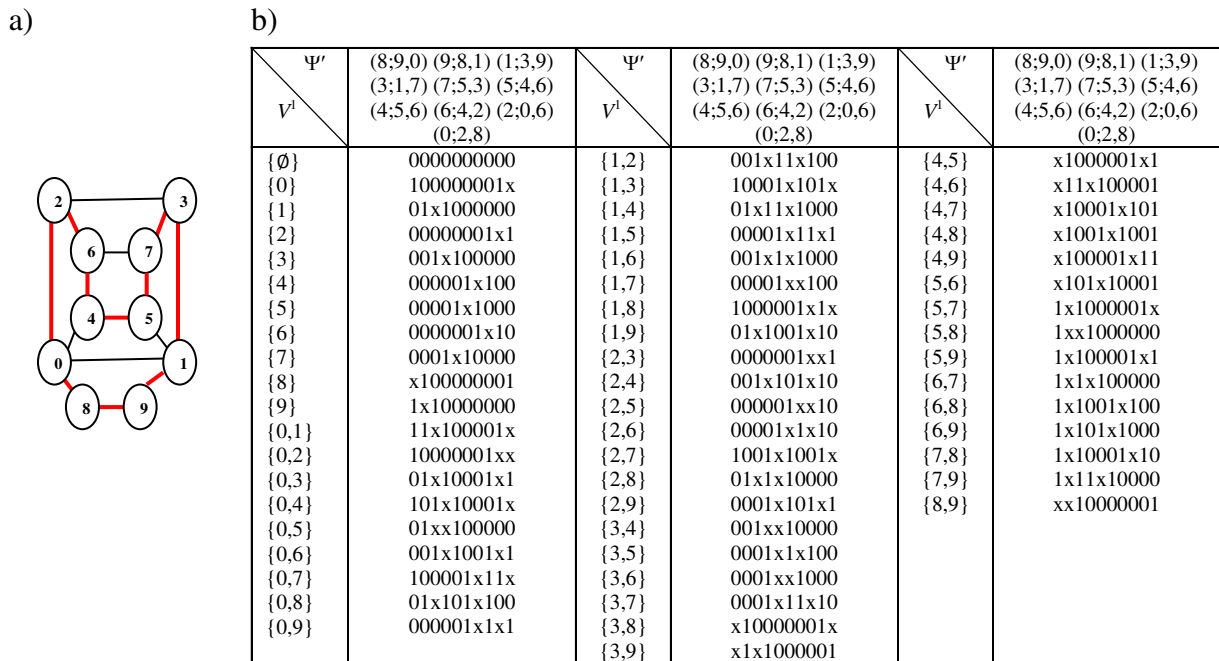 a)
b)
2
3
6
7
4
5
0
1
8
9
Ψ′ V¹ (8;9,0) (9;8,1) (1;3,9) (3;1,7) (7;5,3) (5;4,6) (4;5,6) (6;4,2) (2;0,6) (0;2,8) Ψ′ V¹ (8;9,0) (9;8,1) (1;3,9) (3;1,7) (7;5,3) (5;4,6) (4;5,6) (6;4,2) (2;0,6) (0;2,8) Ψ′ V¹ (8;9,0) (9;8,1) (1;3,9) (3;1,7) (7;5,3) (5;4,6) (4;5,6) (6;4,2) (2;0,6) (0;2,8)
{∅} 0000000000 {1,2} 001x11x100 {4,5} x1000001x1
{0} 100000001x {1,3} 10001x101x {4,6} x11x100001
{1} 01x1000000 {1,4} 01x11x1000 {4,7} x10001x101
{2} 00000001x1 {1,5} 00001x11x1 {4,8} x1001x1001
{3} 001x100000 {1,6} 001x1x1000 {4,9} x100001x11
{4} 000001x100 {1,7} 00001xx100 {5,6} x101x10001
{5} 00001x1000 {1,8} 1000001x1x {5,7} 1x1000001x
{6} 0000001x10 {1,9} 01x1001x10 {5,8} 1xx1000000
{7} 0001x10000 {2,3} 0000001xx1 {5,9} 1x100001x1
{8} x100000001 {2,4} 001x101x10 {6,7} 1x1x100000
{9} 1x10000000 {2,5} 000001xx10 {6,8} 1x1001x100
{0,1} 11x100001x {2,6} 00001x1x10 {6,9} 1x101x1000
{0,2} 10000001xx {2,7} 1001x1001x {7,8} 1x10001x10
{0,3} 01x10001x1 {2,8} 01x1x10000 {7,9} 1x11x10000
{0,4} 101x10001x {2,9} 0001x101x1 {8,9} xx10000001
{0,5} 01xx100000 {3,4} 001xx10000
{0,6} 001x1001x1 {3,5} 0001x1x100
{0,7} 100001x11x {3,6} 0001xx1000
{0,8} 01x101x100 {3,7} 0001x11x10
{0,9} 000001x1x1 {3,8} x10000001x
{3,9} x1x1000001